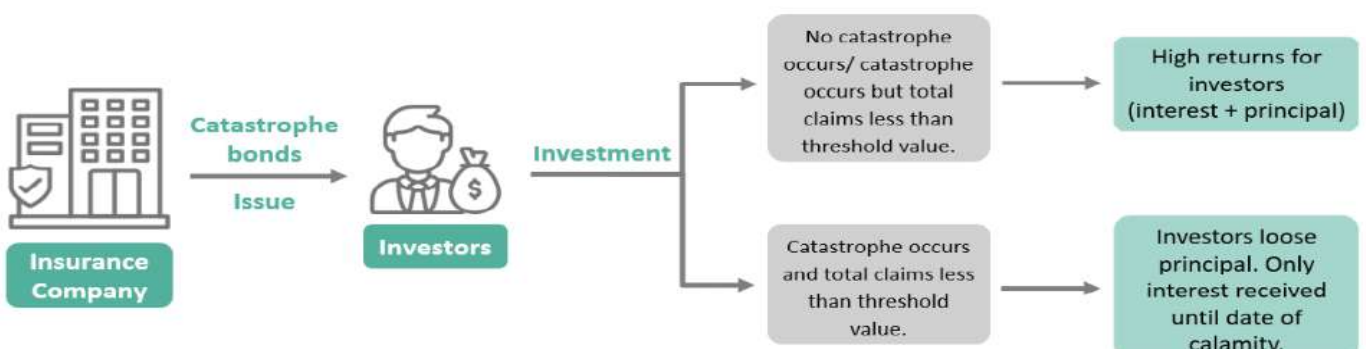 Insurance
Company
Catastrophe
bonds
Issue
$
Investors
Investment
No catastrophe
occurs/ catastrophe
occurs but total
claims less than
threshold value.
High returns for
investors
(interest + principal)
Catastrophe occurs
and total claims less
than threshold
value.
Investors loose
principal. Only
interest received
until date of
calamity.